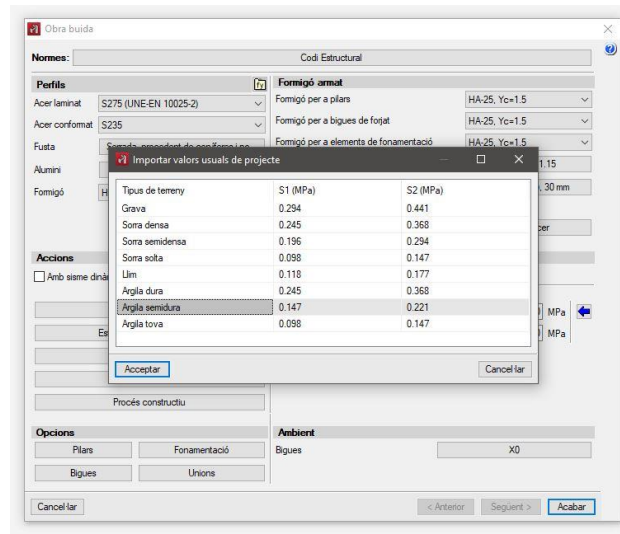 Obra buida
Normes: Codi Estructural
Perfils
Acer laminat S275 (UNE-EN 10025-2)
Acer conformat S235
Fusta
Alumini
Formigó H
Formigó armat
Formigó per a pilars HA-25, Yc=1.5
Formigó per a bigues de forjat HA-25, Yc=1.5
Formigó per a elements de fonamentació HA-25, Yc=1.5
1.15
, 30 mm
cer
Importar valors usuals de projecte
Tipus de terreny S1 (MPa) S2 (MPa)
Grava 0.294 0.441
Sorra densa 0.245 0.368
Sorra semidensa 0.196 0.294
Sorra solta 0.098 0.147
Llim 0.118 0.177
Argila dura 0.245 0.368
Argila semidura 0.147 0.221
Argila tova 0.098 0.147
Acceptar Cancel·lar
Accions
Amb sisme dinà
Es
MPa
MPa
Procés constructiu
Opcions
Pilars Fonamentació
Bigues Unions
Ambient
Bigues X0
Cancel·lar < Anterior Següent > Acabar